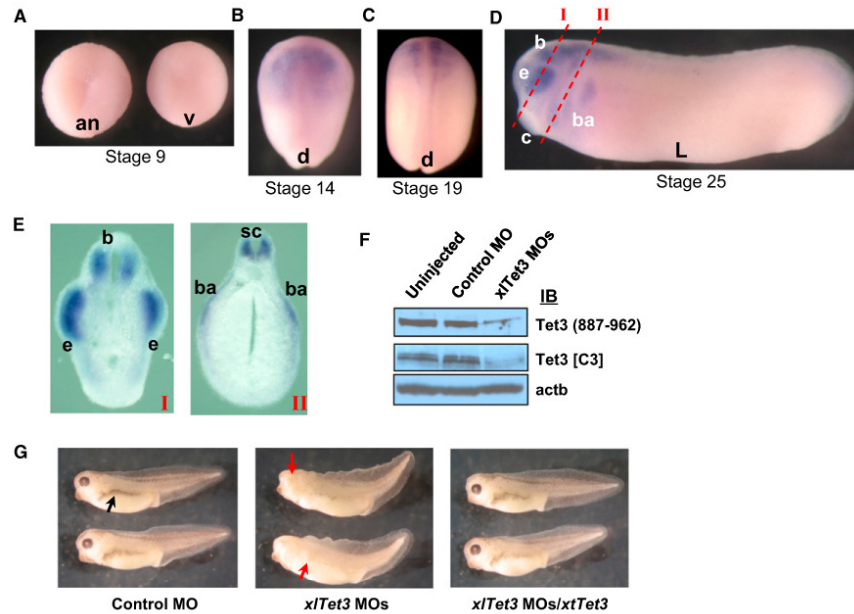 A
an
v
Stage 9
B
d
Stage 14
C
d
Stage 19
D
I
II
b
e
c
ba
L
Stage 25
E
b
e
e
I
sc
ba
ba
II
F
Uninjected
Control MO
xlTet3 MOs
IB
Tet3 (887-962)
Tet3 [C3]
actb
G
Control MO
xlTet3 MOs
xlTet3 MOs/xtTet3